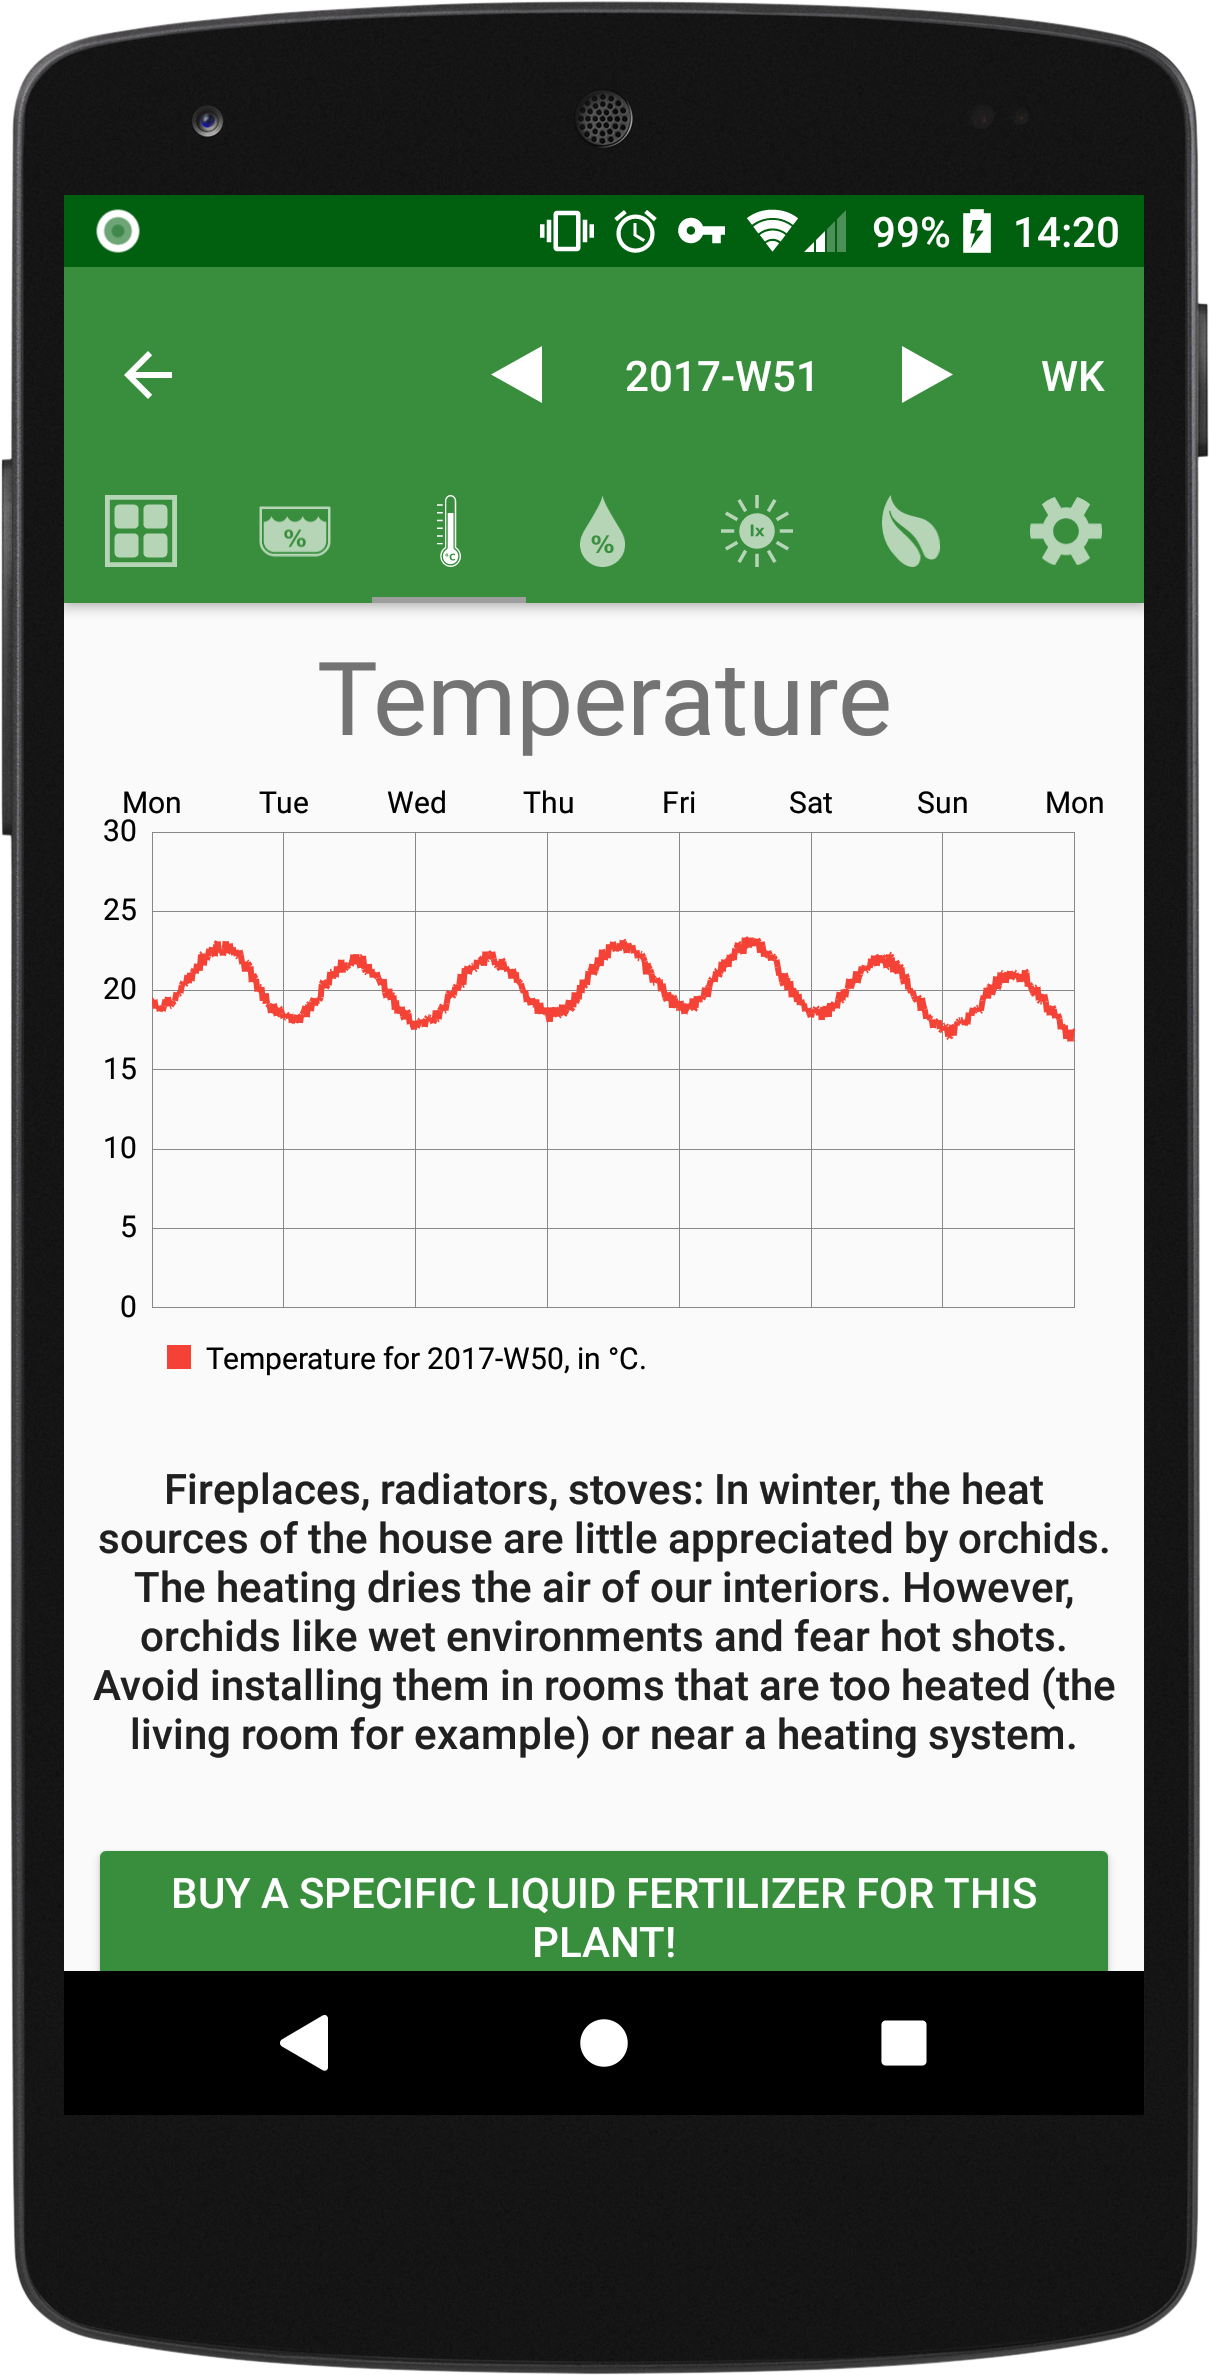 99% 14:20
2017-W51 WK
% °C % lx
Temperature
Mon Tue Wed Thu Fri Sat Sun Mon
30
25
20
15
10
5
0
Temperature for 2017-W50, in °C.
Fireplaces, radiators, stoves: In winter, the heat
sources of the house are little appreciated by orchids.
The heating dries the air of our interiors. However,
orchids like wet environments and fear hot shots.
Avoid installing them in rooms that are too heated (the
living room for example) or near a heating system.
BUY A SPECIFIC LIQUID FERTILIZER FOR THIS
PLANT!